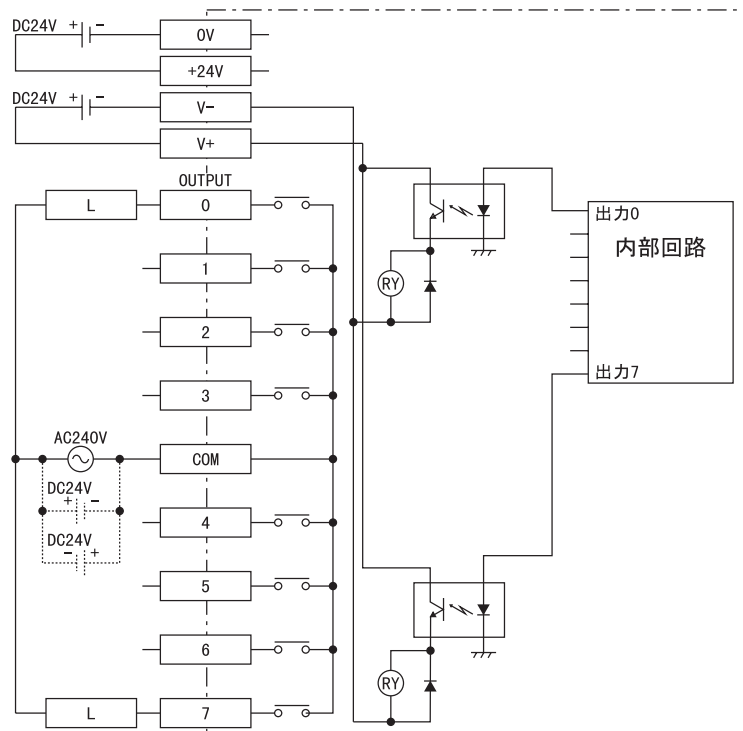 DC24V + -
0V
+24V
DC24V + -
V-
V+
OUTPUT
L
0
1
2
3
AC240V
COM
DC24V
+ -
DC24V
- +
4
5
6
L
7
RY
RY
出力0
内部回路
出力7